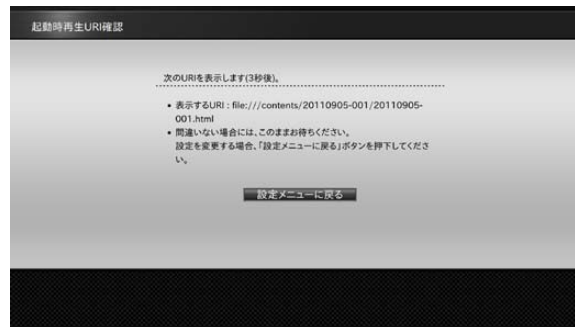 起動時再生URI確認
次のURIを表示します(3秒後)。
• 表示するURI : file:///contents/20110905-001/20110905-
001.html
• 間違いない場合には、このままお待ちください。
設定を変更する場合、「設定メニューに戻る」ボタンを押下してくださ
い。
設定メニューに戻る